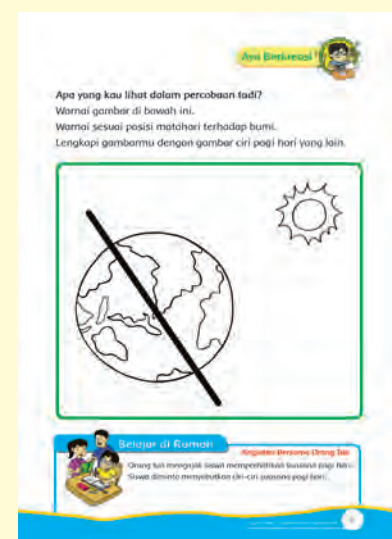 Ayo Berkreasi
Apa yang kau lihat dalam percobaan tadi?
Warnai gambar di bawah ini.
Warnai sesuai posisi matahari terhadap bumi.
Lengkapi gambarmu dengan gambar ciri pagi hari yang lain.
Belajar di Rumah
Kegiatan Bersama Orang Tua
Orang tua mengajak siswa memperhatikan suasana pagi hari.
Siswa diminta menyebutkan ciri-ciri suasana pagi hari.